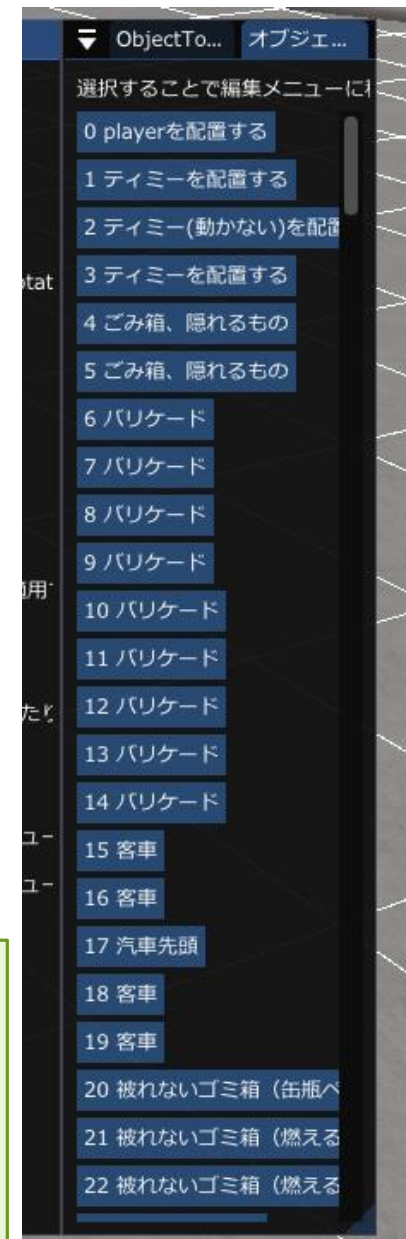 ObjectTo... オブジェ...
選択することで編集メニューに
0 playerを配置する
1 ティミーを配置する
2 ティミー(動かない)を配置
3 ティミーを配置する
4 ごみ箱、隠れるもの
5 ごみ箱、隠れるもの
6 バリケード
7 バリケード
8 バリケード
9 バリケード
10 バリケード
11 バリケード
12 バリケード
13 バリケード
14 バリケード
15 客車
16 客車
17 汽車先頭
18 客車
19 客車
20 被れないゴミ箱（缶瓶ペ
21 被れないゴミ箱（燃える
22 被れないゴミ箱（燃える